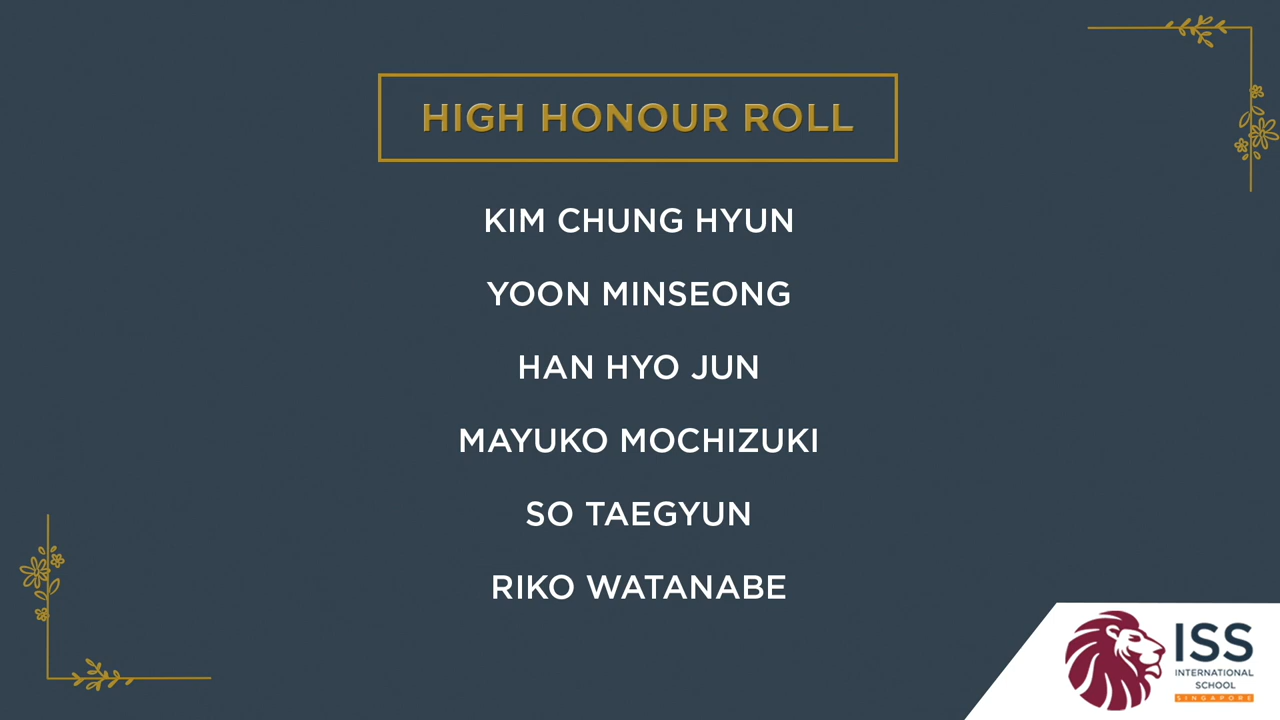 HIGH HONOUR ROLL
KIM CHUNG HYUN
YOON MINSEONG
HAN HYO JUN
MAYUKO MOCHIZUKI
SO TAEGYUN
RIKO WATANABE
ISS
INTERNATIONAL
SCHOOL
SINGAPORE